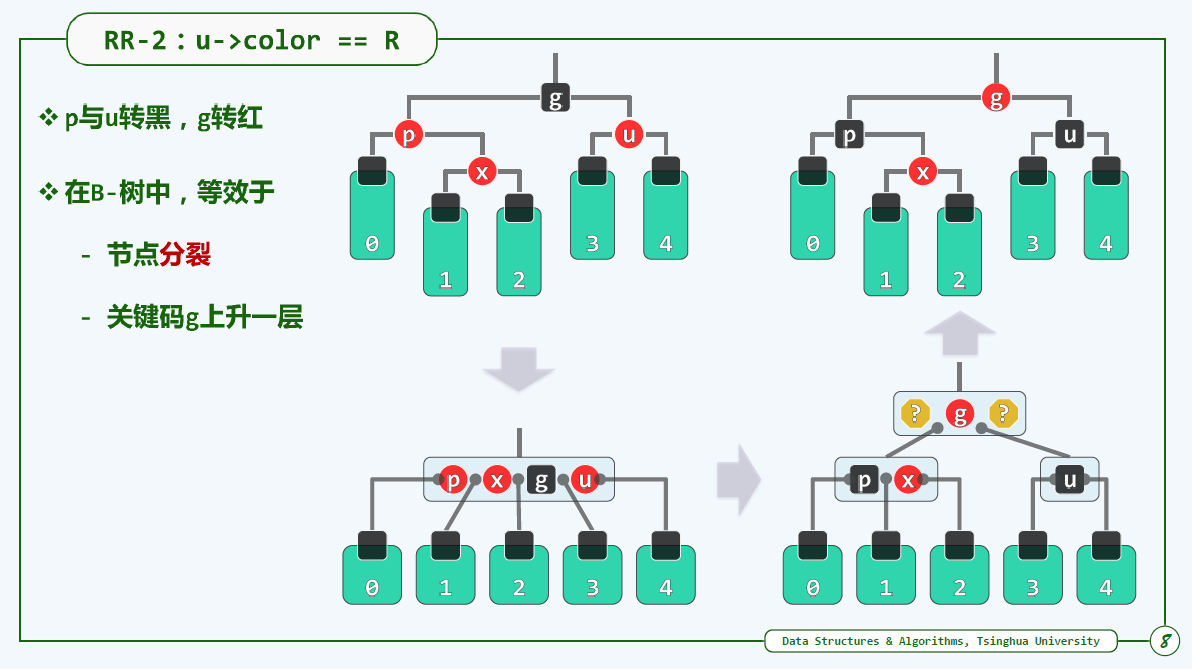 RR-2：u->color == R
❖ p与u转黑，g转红
❖ 在B-树中，等效于
- 节点分裂
- 关键码g上升一层
g
p u
x
0 3 4
1 2
g
p u
x
0 3 4
1 2
p x g u
0 1 2 3 4
? g ?
p x u
0 1 2 3 4
Data Structures & Algorithms, Tsinghua University
8